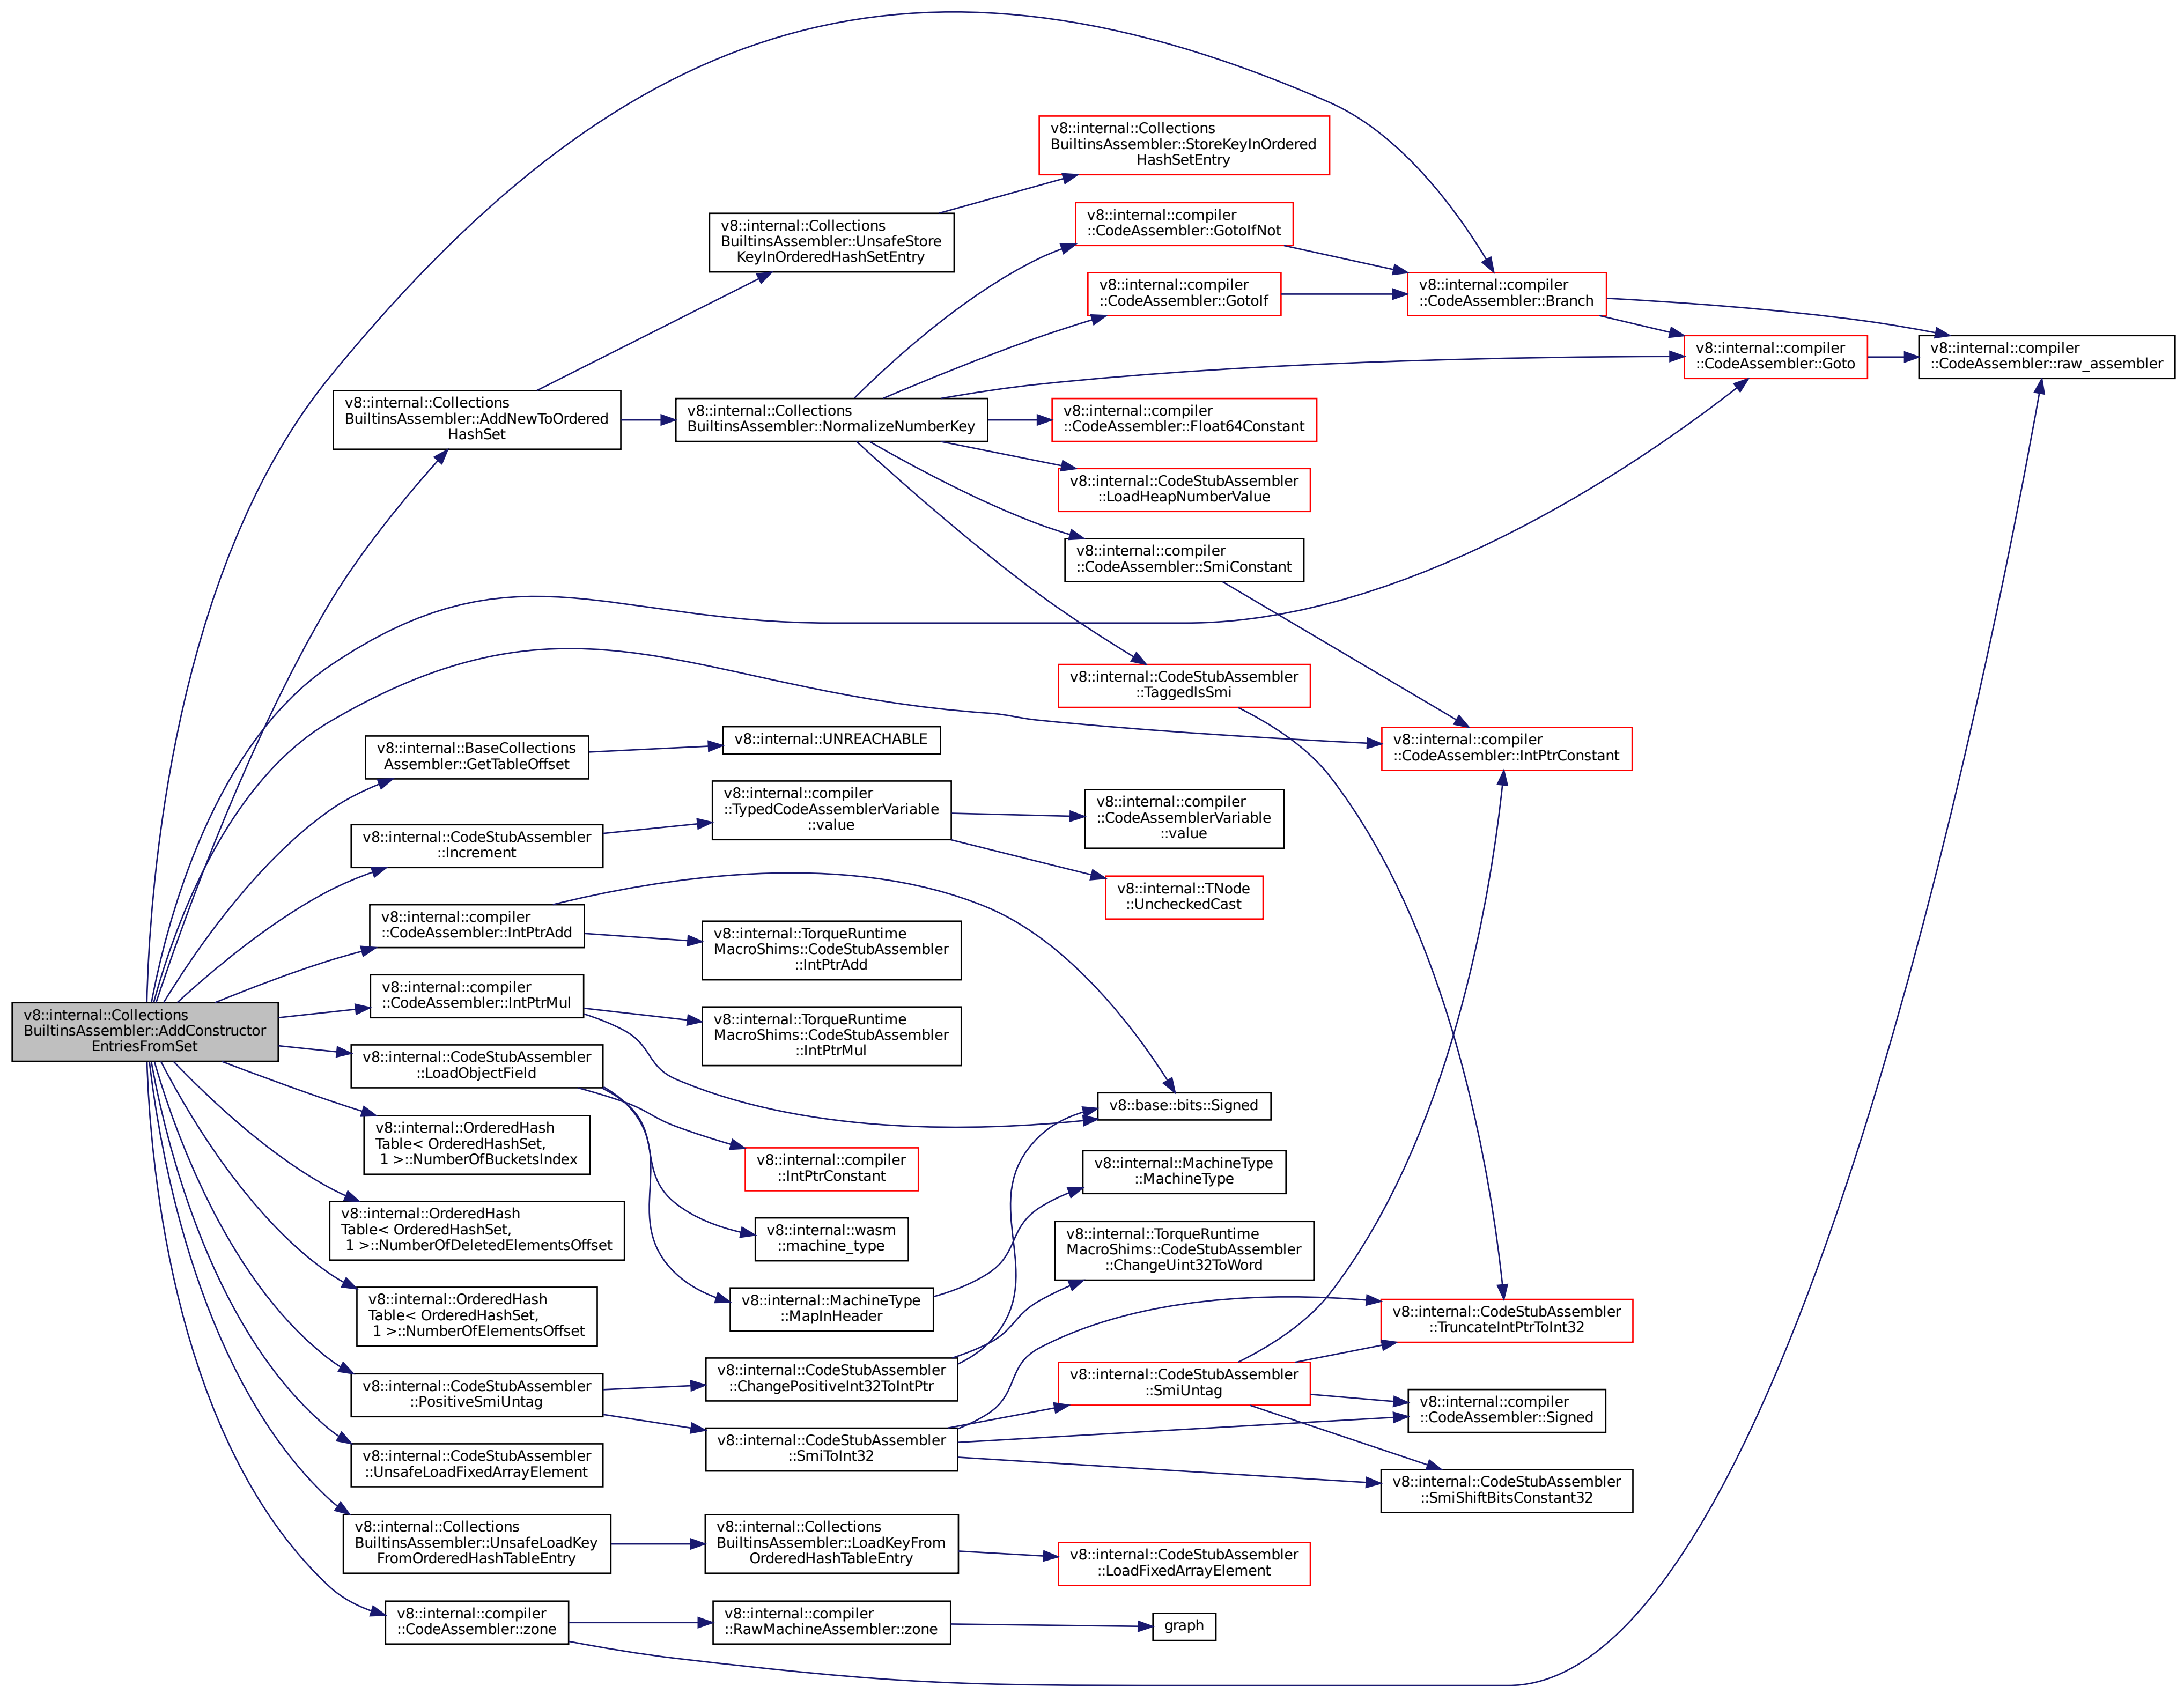 v8::internal::Collections
BuiltinsAssembler::AddConstructor
EntriesFromSet
v8::internal::Collections
BuiltinsAssembler::AddNewToOrdered
HashSet
v8::internal::BaseCollections
Assembler::GetTableOffset
v8::internal::CodeStubAssembler
::Increment
v8::internal::compiler
::CodeAssembler::IntPtrAdd
v8::internal::compiler
::CodeAssembler::IntPtrMul
v8::internal::CodeStubAssembler
::LoadObjectField
v8::internal::OrderedHash
Table< OrderedHashSet,
1 >::NumberOfBucketsIndex
v8::internal::OrderedHash
Table< OrderedHashSet,
1 >::NumberOfDeletedElementsOffset
v8::internal::OrderedHash
Table< OrderedHashSet,
1 >::NumberOfElementsOffset
v8::internal::CodeStubAssembler
::PositiveSmiUntag
v8::internal::CodeStubAssembler
::UnsafeLoadFixedArrayElement
v8::internal::Collections
BuiltinsAssembler::UnsafeLoadKey
FromOrderedHashTableEntry
v8::internal::compiler
::CodeAssembler::zone
v8::internal::Collections
BuiltinsAssembler::UnsafeStore
KeyInOrderedHashSetEntry
v8::internal::Collections
BuiltinsAssembler::NormalizeNumberKey
v8::internal::UNREACHABLE
v8::internal::compiler
::TypedCodeAssemblerVariable
::value
v8::internal::TorqueRuntime
MacroShims::CodeStubAssembler
::IntPtrAdd
v8::internal::TorqueRuntime
MacroShims::CodeStubAssembler
::IntPtrMul
v8::internal::compiler
::IntPtrConstant
v8::internal::wasm
::machine_type
v8::internal::MachineType
::MapInHeader
v8::internal::CodeStubAssembler
::ChangePositiveInt32ToIntPtr
v8::internal::CodeStubAssembler
::SmiToInt32
v8::internal::Collections
BuiltinsAssembler::LoadKeyFrom
OrderedHashTableEntry
v8::internal::compiler
::RawMachineAssembler::zone
v8::internal::Collections
BuiltinsAssembler::StoreKeyInOrdered
HashSetEntry
v8::internal::compiler
::CodeAssembler::GotoIfNot
v8::internal::compiler
::CodeAssembler::GotoIf
v8::internal::compiler
::CodeAssembler::Float64Constant
v8::internal::CodeStubAssembler
::LoadHeapNumberValue
v8::internal::compiler
::CodeAssembler::SmiConstant
v8::internal::CodeStubAssembler
::TaggedIsSmi
v8::internal::compiler
::CodeAssemblerVariable
::value
v8::internal::TNode
::UncheckedCast
v8::base::bits::Signed
v8::internal::MachineType
::MachineType
v8::internal::TorqueRuntime
MacroShims::CodeStubAssembler
::ChangeUint32ToWord
v8::internal::CodeStubAssembler
::SmiUntag
v8::internal::CodeStubAssembler
::LoadFixedArrayElement
graph
v8::internal::compiler
::CodeAssembler::Branch
v8::internal::compiler
::CodeAssembler::IntPtrConstant
v8::internal::CodeStubAssembler
::TruncateIntPtrToInt32
v8::internal::compiler
::CodeAssembler::Signed
v8::internal::CodeStubAssembler
::SmiShiftBitsConstant32
v8::internal::compiler
::CodeAssembler::Goto
v8::internal::compiler
::CodeAssembler::raw_assembler